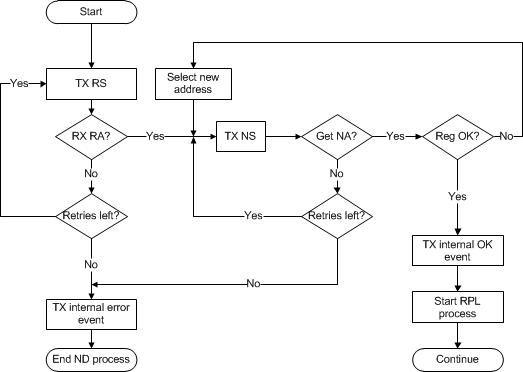 Start
Yes
TX RS
Select new
address
RX RA?
Yes
TX NS
Get NA?
Yes
Reg OK?
No
No
No
Yes
Retries left?
Yes
Retries left?
No
No
TX internal OK
event
TX internal error
event
Start RPL
process
End ND process
Continue